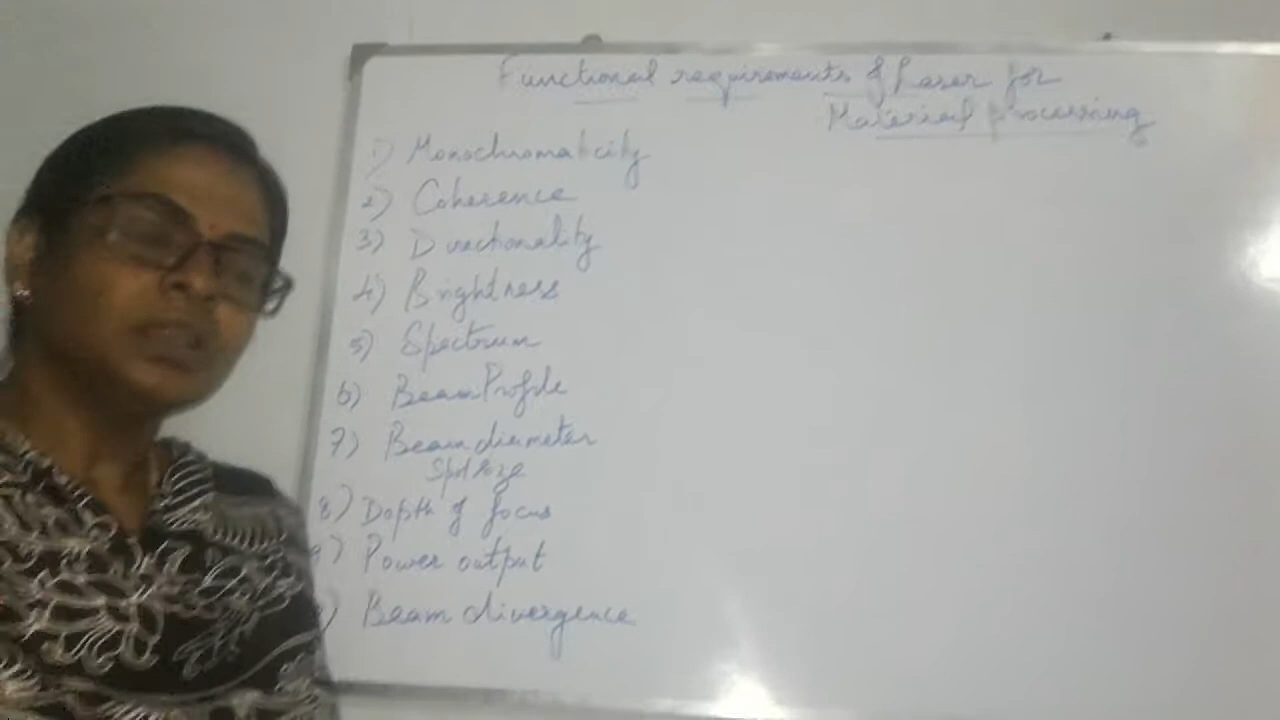 Functional requirements of Laser for
Material processing
1) Monochromaticity
2) Coherence
3) Directionality
4) Brightness
5) Spectrum
6) Beam Profile
7) Beam diameter
Spot size
8) Depth of focus
9) Power output
) Beam divergence